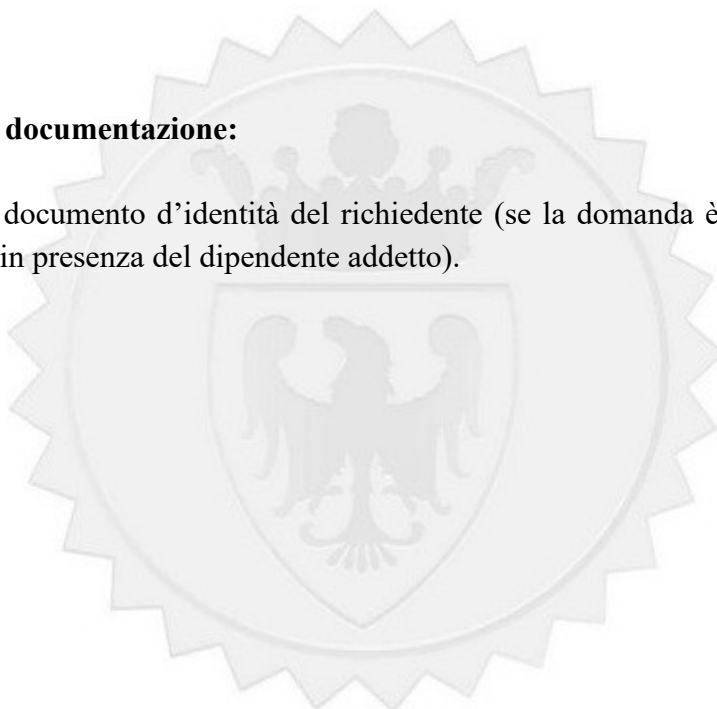 documentazione:
documento d’identità del richiedente (se la domanda è
in presenza del dipendente addetto).